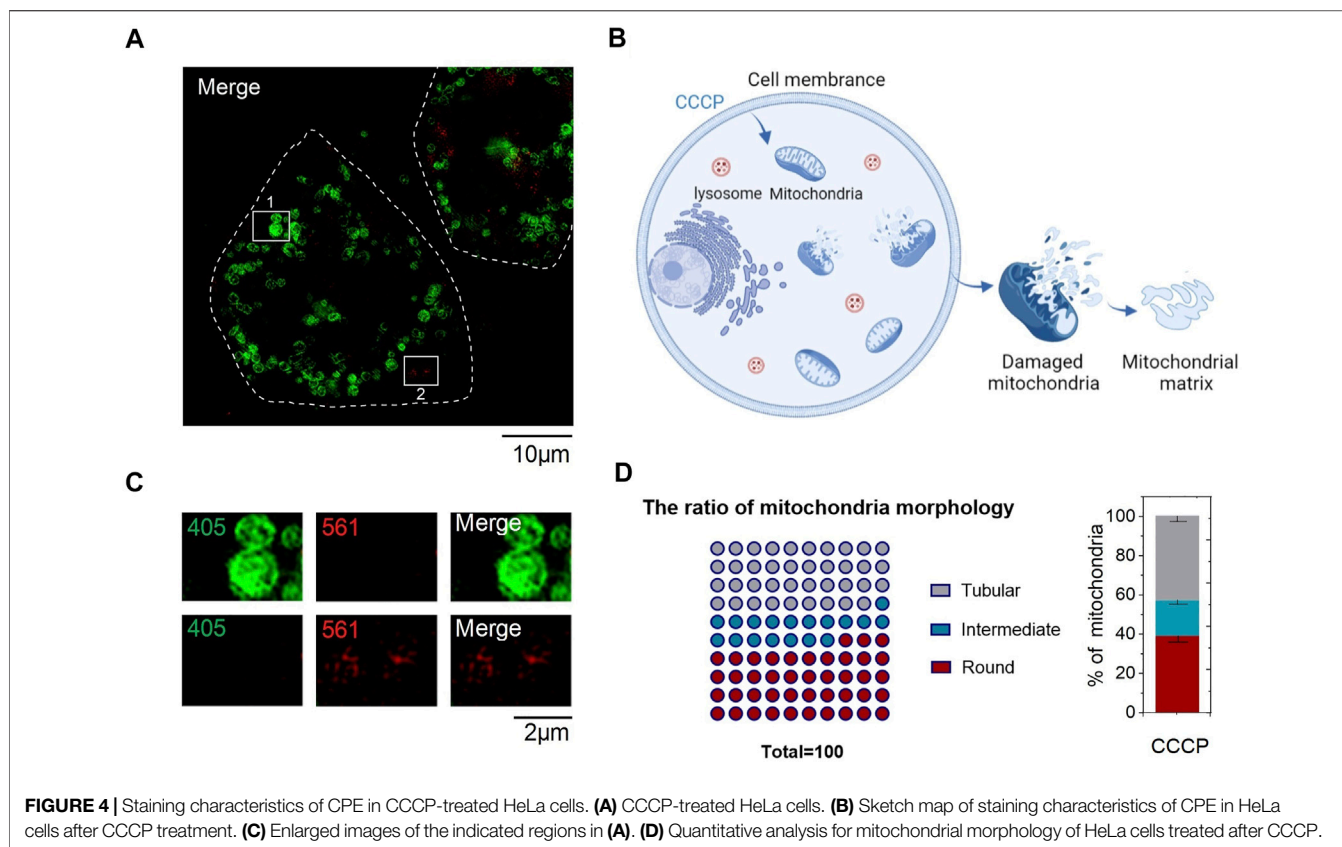 A
Merge
1
2
10μm
B
Cell membrance
CCCP
lysosome Mitochondria
Damaged
mitochondria
Mitochondrial
matrix
C
405
561
Merge
405
561
Merge
2μm
D
The ratio of mitochondria morphology
Tubular
Intermediate
Round
Total=100
% of mitochondria
100
80
60
40
20
0
CCCP
FIGURE 4 | Staining characteristics of CPE in CCCP-treated HeLa cells. (A) CCCP-treated HeLa cells. (B) Sketch map of staining characteristics of CPE in HeLa
cells after CCCP treatment. (C) Enlarged images of the indicated regions in (A). (D) Quantitative analysis for mitochondrial morphology of HeLa cells treated after CCCP.